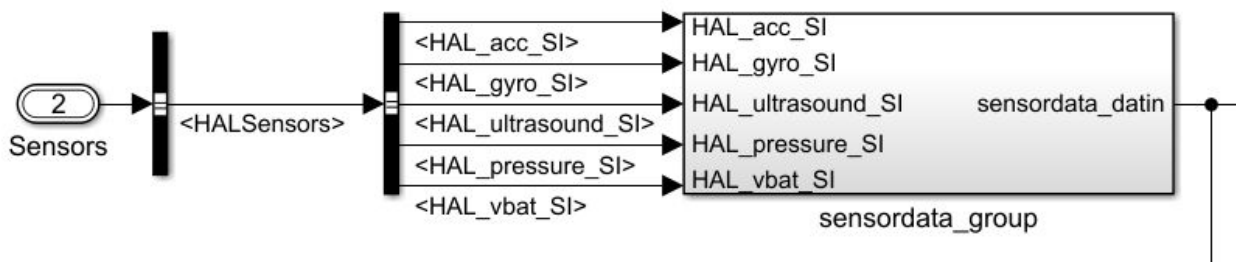 2
Sensors
<HALSensors>
<HAL_acc_SI>
<HAL_gyro_SI>
<HAL_ultrasound_SI>
<HAL_pressure_SI>
<HAL_vbat_SI>
HAL_acc_SI
HAL_gyro_SI
HAL_ultrasound_SI
HAL_pressure_SI
HAL_vbat_SI
sensordata_datin
sensordata_group